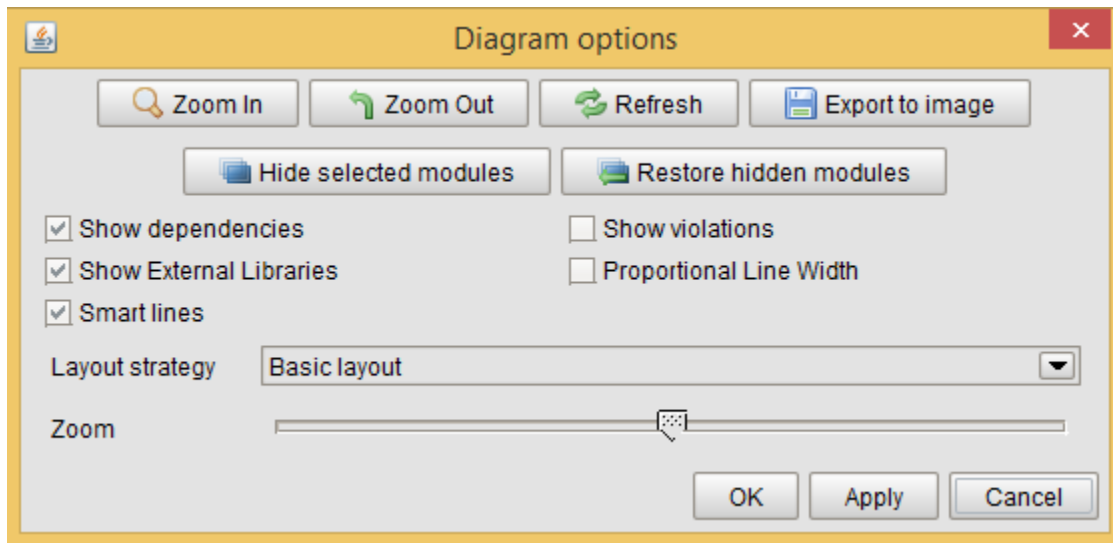 Diagram options
Zoom In Zoom Out Refresh Export to image
Hide selected modules Restore hidden modules
Show dependencies Show violations
Show External Libraries Proportional Line Width
Smart lines
Layout strategy Basic layout
Zoom
OK Apply Cancel